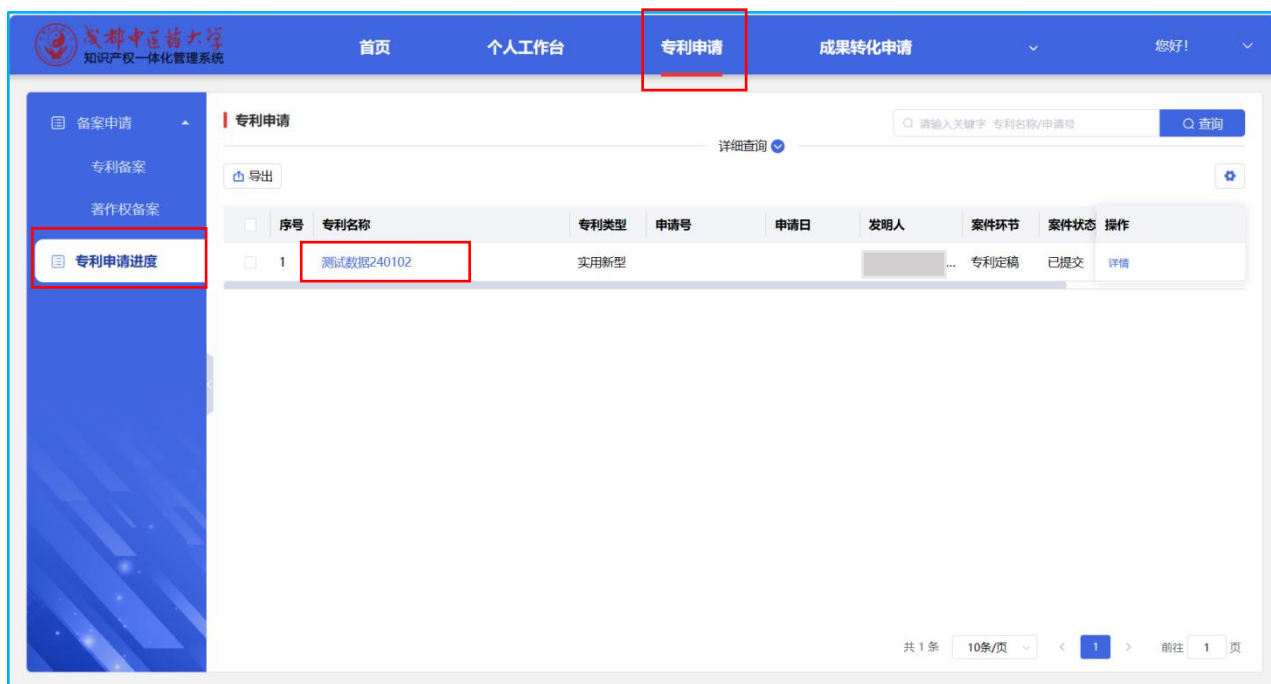 成都中医药大学
知识产权一体化管理系统
首页 个人工作台 专利申请 成果转化申请 您好!
备案申请
专利备案
著作权备案
专利申请进度
专利申请
请输入关键字 专利名称/申请号 查询
详细查询
导出
序号 专利名称 专利类型 申请号 申请日 发明人 案件环节 案件状态 操作
1 测试数据240102 实用新型 ... 专利定稿 已提交 详情
共 1 条 10条/页 < 1 > 前往 1 页